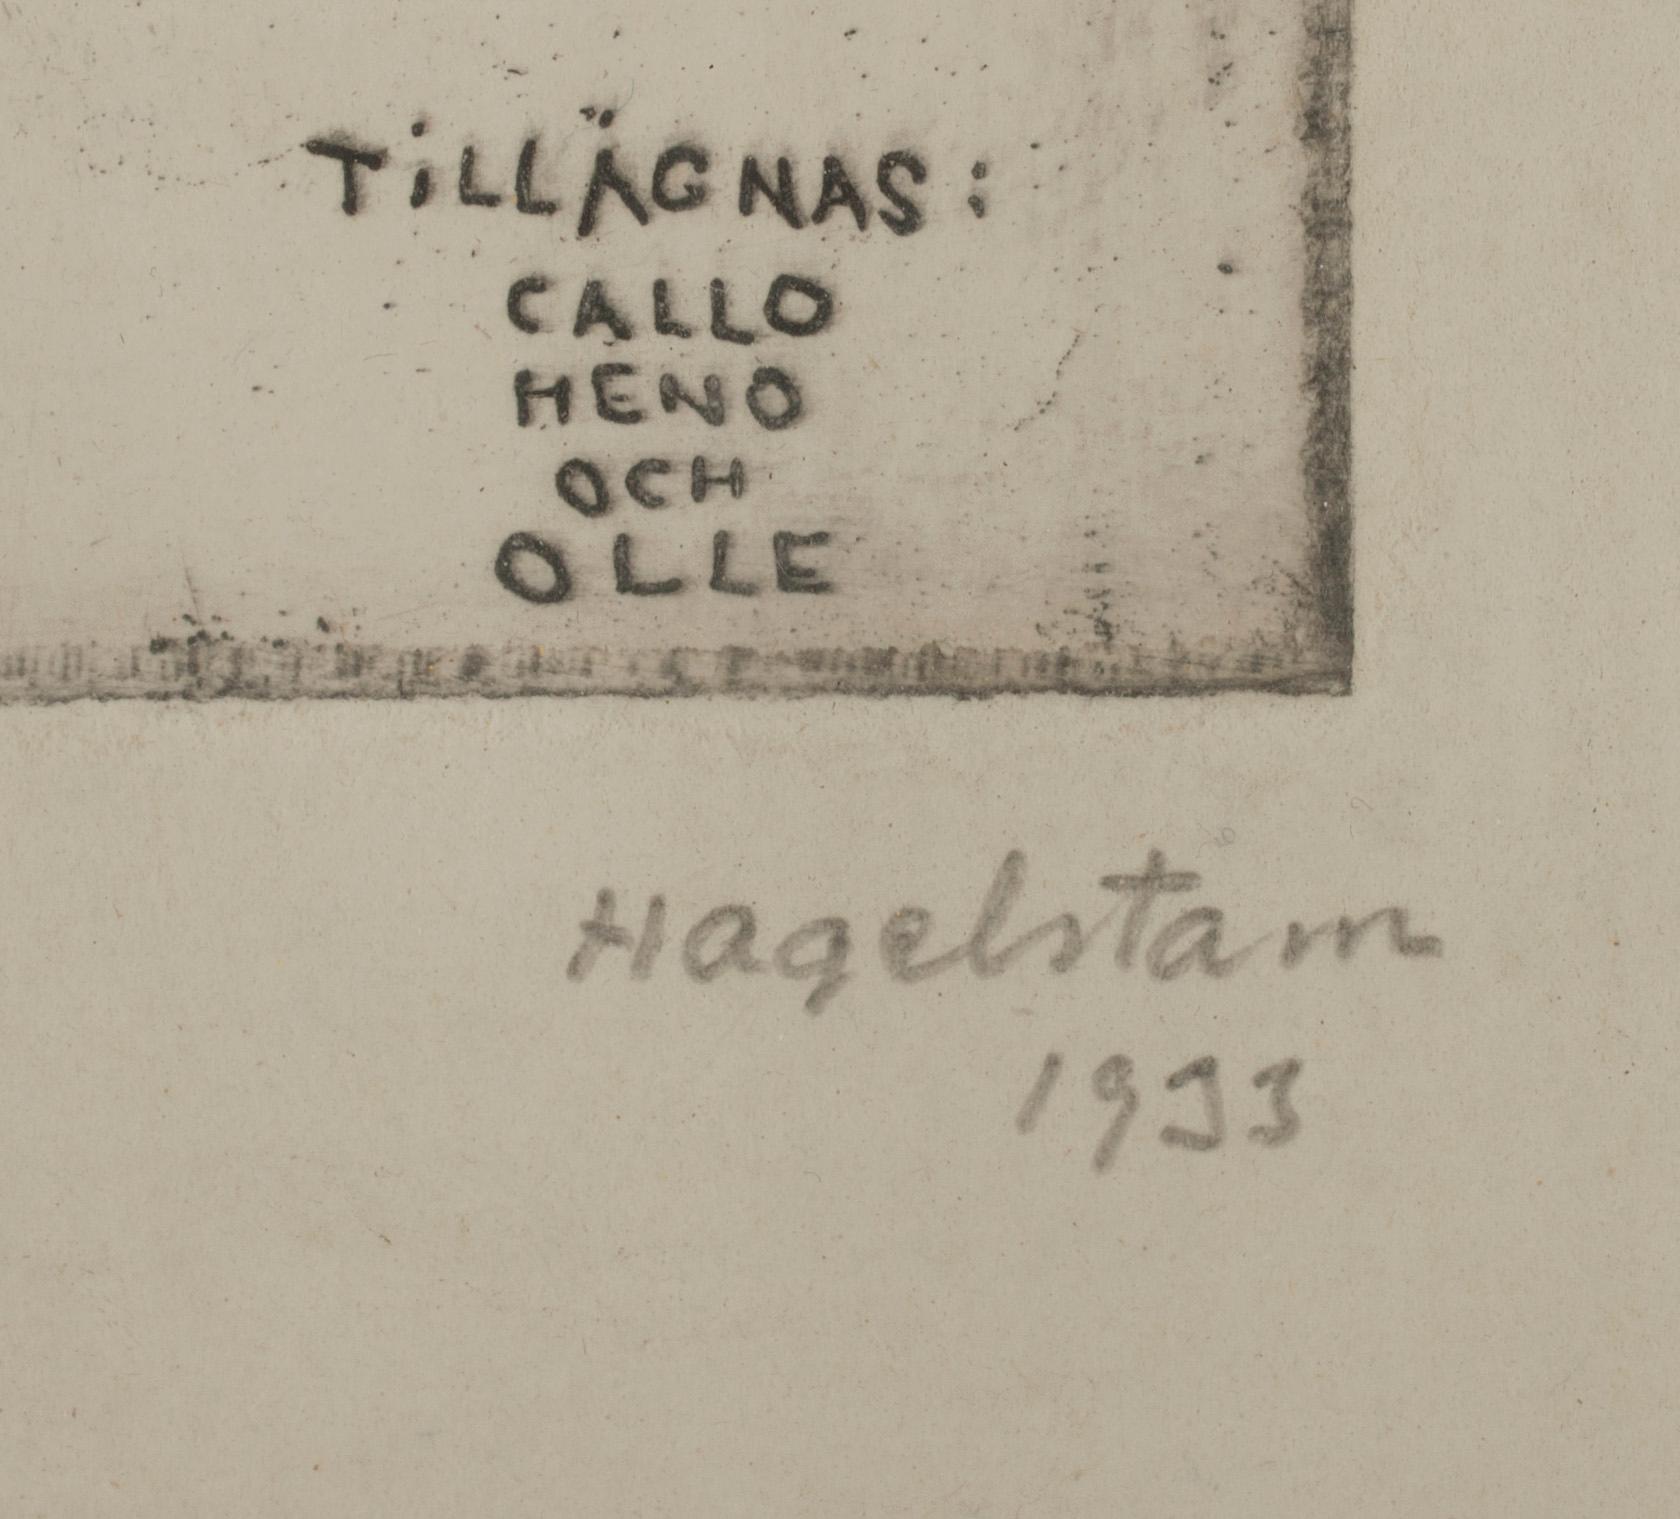 TiLLÄGNAS:
CALLO
HENO
OCH
OLLE
Hagelstam
1933